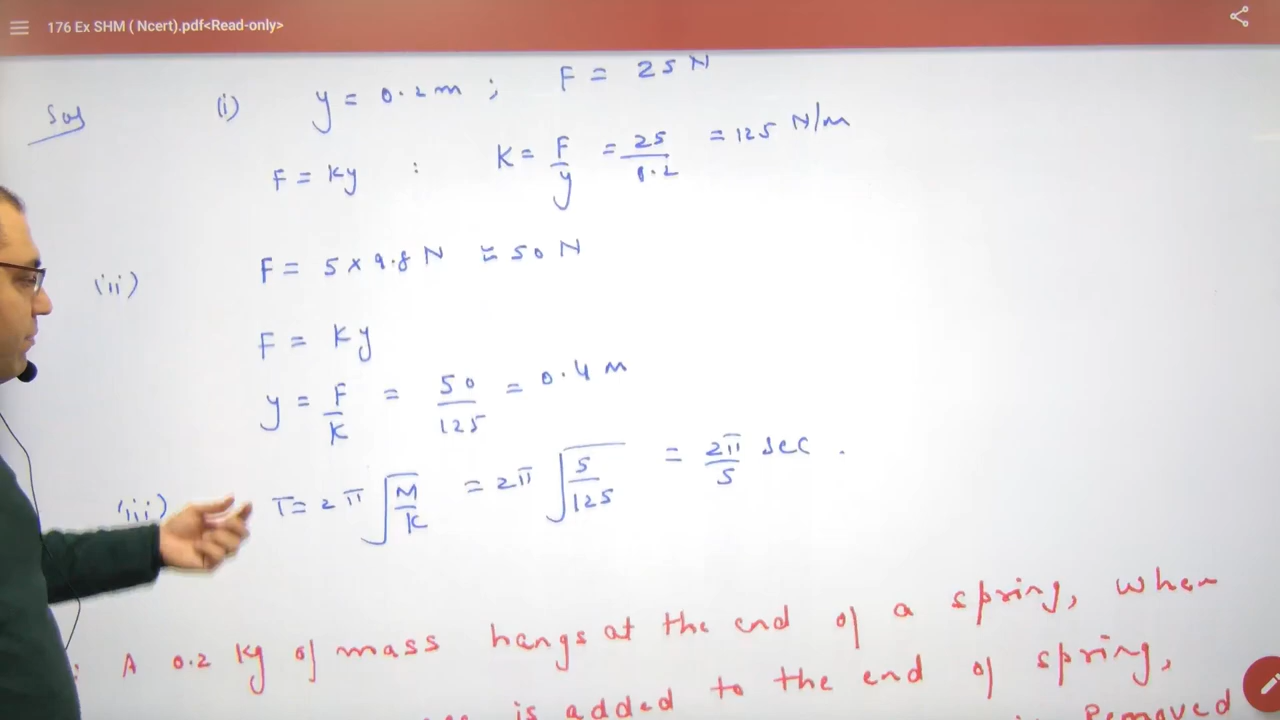 176 Ex SHM ( Ncert).pdf<Read-only>
Sol (i) y = 0.2 m ; F = 25 N
F = Ky : K = F/y = 25/0.2 = 125 N/m
(ii) F = 5 × 9.8 N ≈ 50 N
F = Ky
y = F/K = 50/125 = 0.4 m
(iii) T = 2π √(M/K) = 2π √(5/125) = 2π/5 sec .
: A 0.2 Kg of mass hangs at the end of a spring, when
is added to the end of spring,
Removed